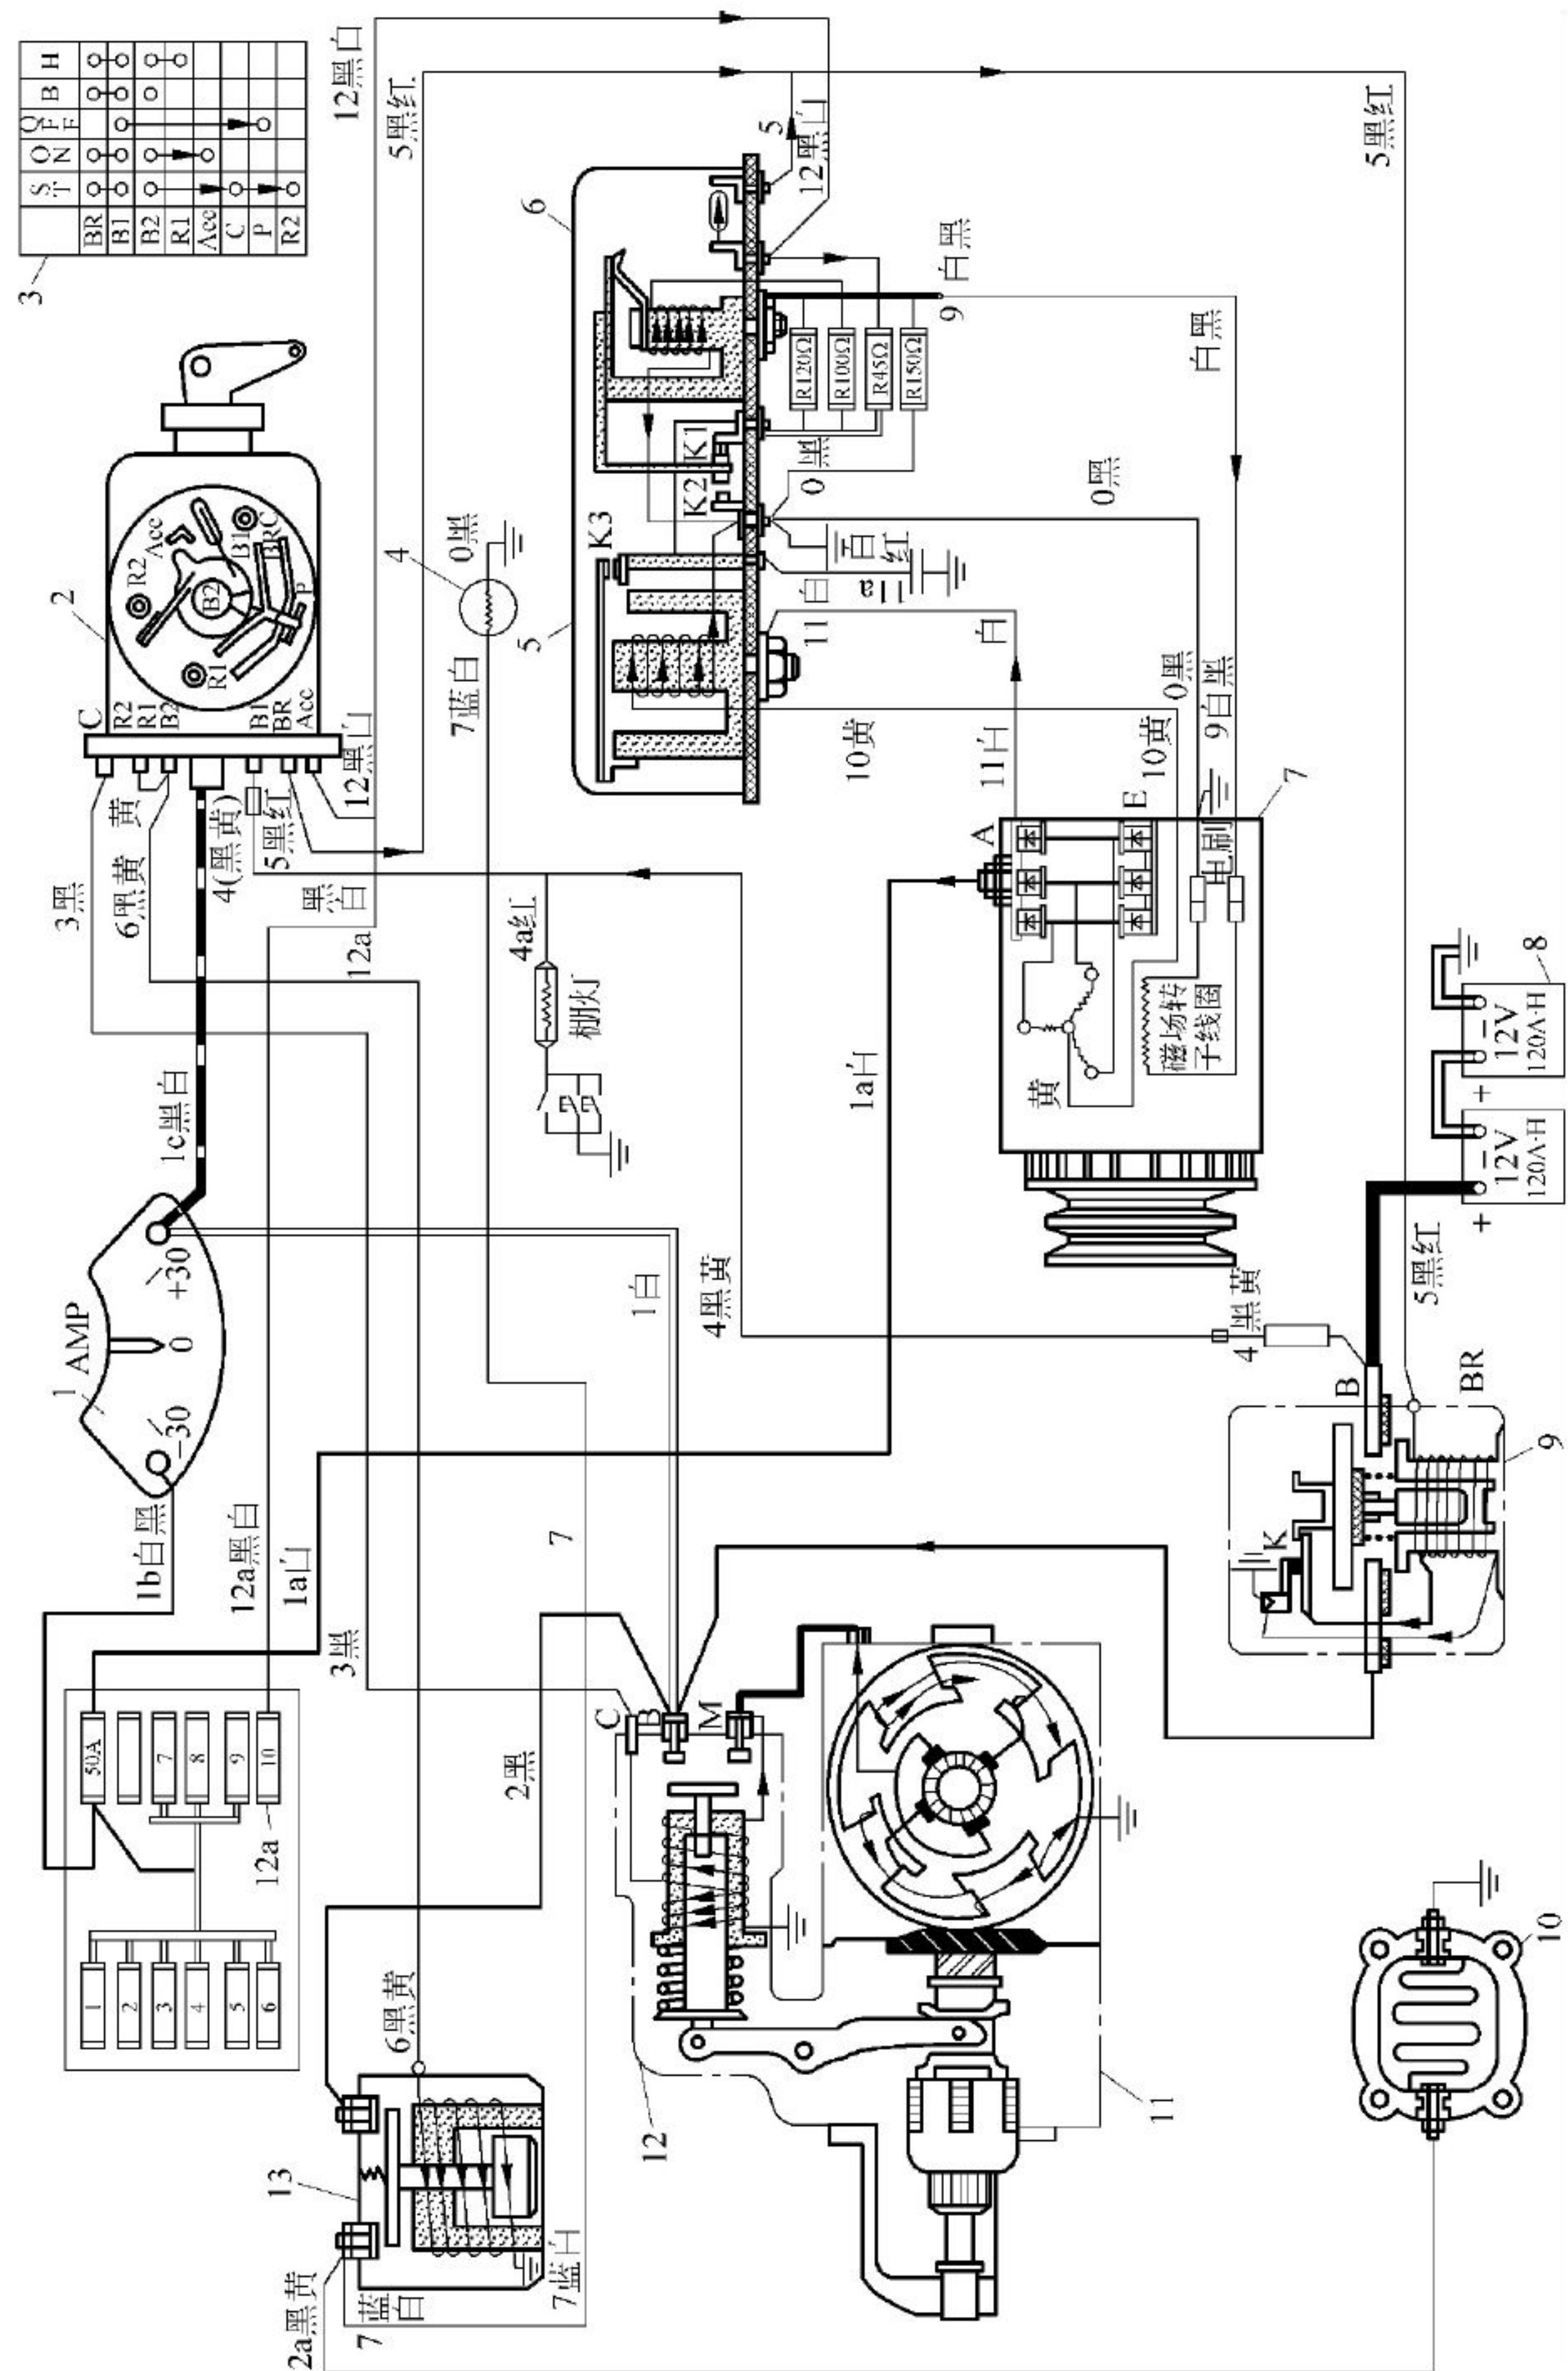 3
S
T
O
N
O
F
F
B
H
BR
B1
B2
R1
Acc
C
P
R2
12黑白
5黑红
2
C
R2
R1
B2
B1
BR
Acc
R2
Acc
B2
B1
BRC
P
R1
黄
4(黑黄)
5黑红
12黑白
3黑
6黑黄
黑白
12a
1c黑白
1
AMP
-30
0
+30
1b白黑
12a黑白
1a白
3黑
4
0黑
7蓝白
5
6
K3
K2
K1
5
12黑白
R120Ω
R100Ω
R45Ω
R150Ω
9
白黑
白黑
0黑
0黑
白红
11a
11
白
白
10黄
11白
10黄
0黑
9白黑
7
A
E
电刷
磁场转
子线圈
黄
1a白
4a红
棚灯
1白
4黑黄
4
黑黄
5黑红
5黑红
8
12V
120A·H
+
−
12V
120A·H
+
−
B
BR
K
9
7
50A
7
8
9
10
12a
1
2
3
4
5
6
2黑
C
B
M
12
11
10
6黑黄
13
2a黑黄
7
蓝白
7蓝白